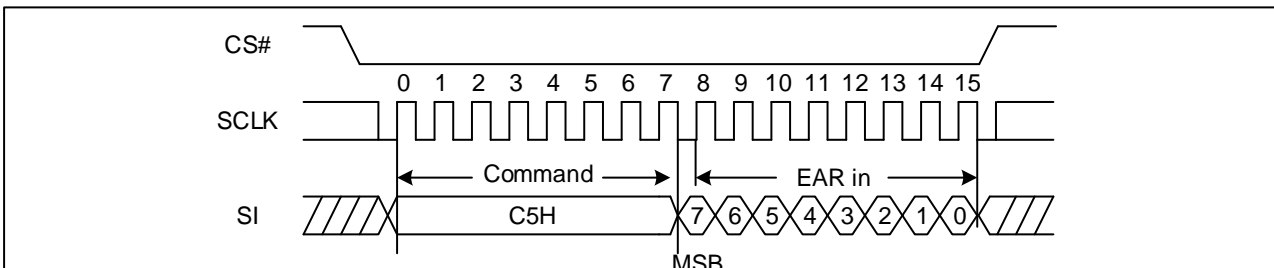 CS#
0 1 2 3 4 5 6 7 8 9 10 11 12 13 14 15
SCLK
Command EAR in
SI C5H 7 6 5 4 3 2 1 0
MSB